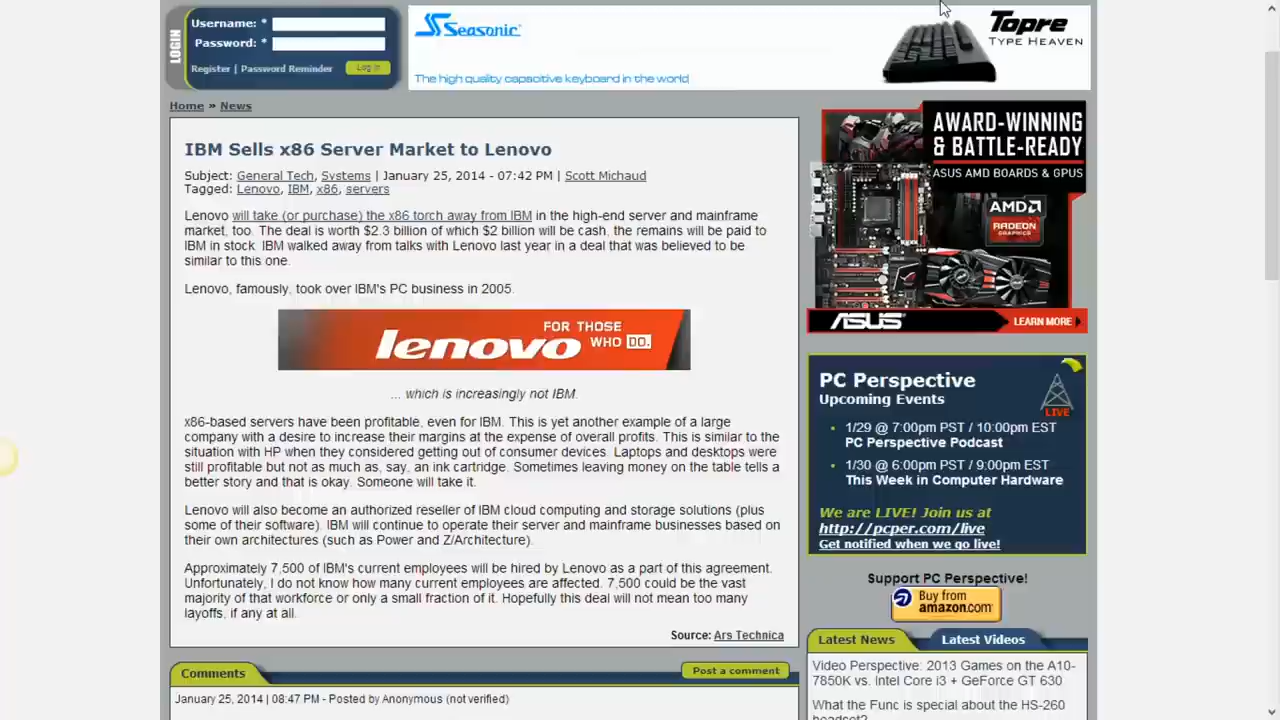 Username: *
Password: *
LOGIN
Register | Password Reminder
Log in
Seasonic
The high quality capacitive keyboard in the world
Topre
TYPE HEAVEN
Home » News
IBM Sells x86 Server Market to Lenovo
Subject: General Tech, Systems | January 25, 2014 - 07:42 PM | Scott Michaud
Tagged: Lenovo, IBM, x86, servers
Lenovo will take (or purchase) the x86 torch away from IBM in the high-end server and mainframe
market, too. The deal is worth $2.3 billion of which $2 billion will be cash, the remains will be paid to
IBM in stock. IBM walked away from talks with Lenovo last year in a deal that was believed to be
similar to this one.
Lenovo, famously, took over IBM's PC business in 2005.
lenovo
FOR THOSE
WHO DO.
... which is increasingly not IBM.
x86-based servers have been profitable, even for IBM. This is yet another example of a large
company with a desire to increase their margins at the expense of overall profits. This is similar to the
situation with HP when they considered getting out of consumer devices. Laptops and desktops were
still profitable but not as much as, say, an ink cartridge. Sometimes leaving money on the table tells a
better story and that is okay. Someone will take it.
Lenovo will also become an authorized reseller of IBM cloud computing and storage solutions (plus
some of their software). IBM will continue to operate their server and mainframe businesses based on
their own architectures (such as Power and Z/Architecture).
Approximately 7,500 of IBM's current employees will be hired by Lenovo as a part of this agreement.
Unfortunately, I do not know how many current employees are affected. 7,500 could be the vast
majority of that workforce or only a small fraction of it. Hopefully this deal will not mean too many
layoffs, if any at all.
Source: Ars Technica
Comments
Post a comment
January 25, 2014 | 08:47 PM - Posted by Anonymous (not verified)
AWARD-WINNING
& BATTLE-READY
ASUS AMD BOARDS & GPUS
AMD
RADEON
GRAPHICS
ASUS
LEARN MORE
PC Perspective
Upcoming Events
LIVE
1/29 @ 7:00pm PST / 10:00pm EST
PC Perspective Podcast
1/30 @ 6:00pm PST / 9:00pm EST
This Week in Computer Hardware
We are LIVE! Join us at
http://pcper.com/live
Get notified when we go live!
Support PC Perspective!
Buy from
amazon.com
Latest News
Latest Videos
Video Perspective: 2013 Games on the A10-
7850K vs. Intel Core i3 + GeForce GT 630
What the Func is special about the HS-260
headset?